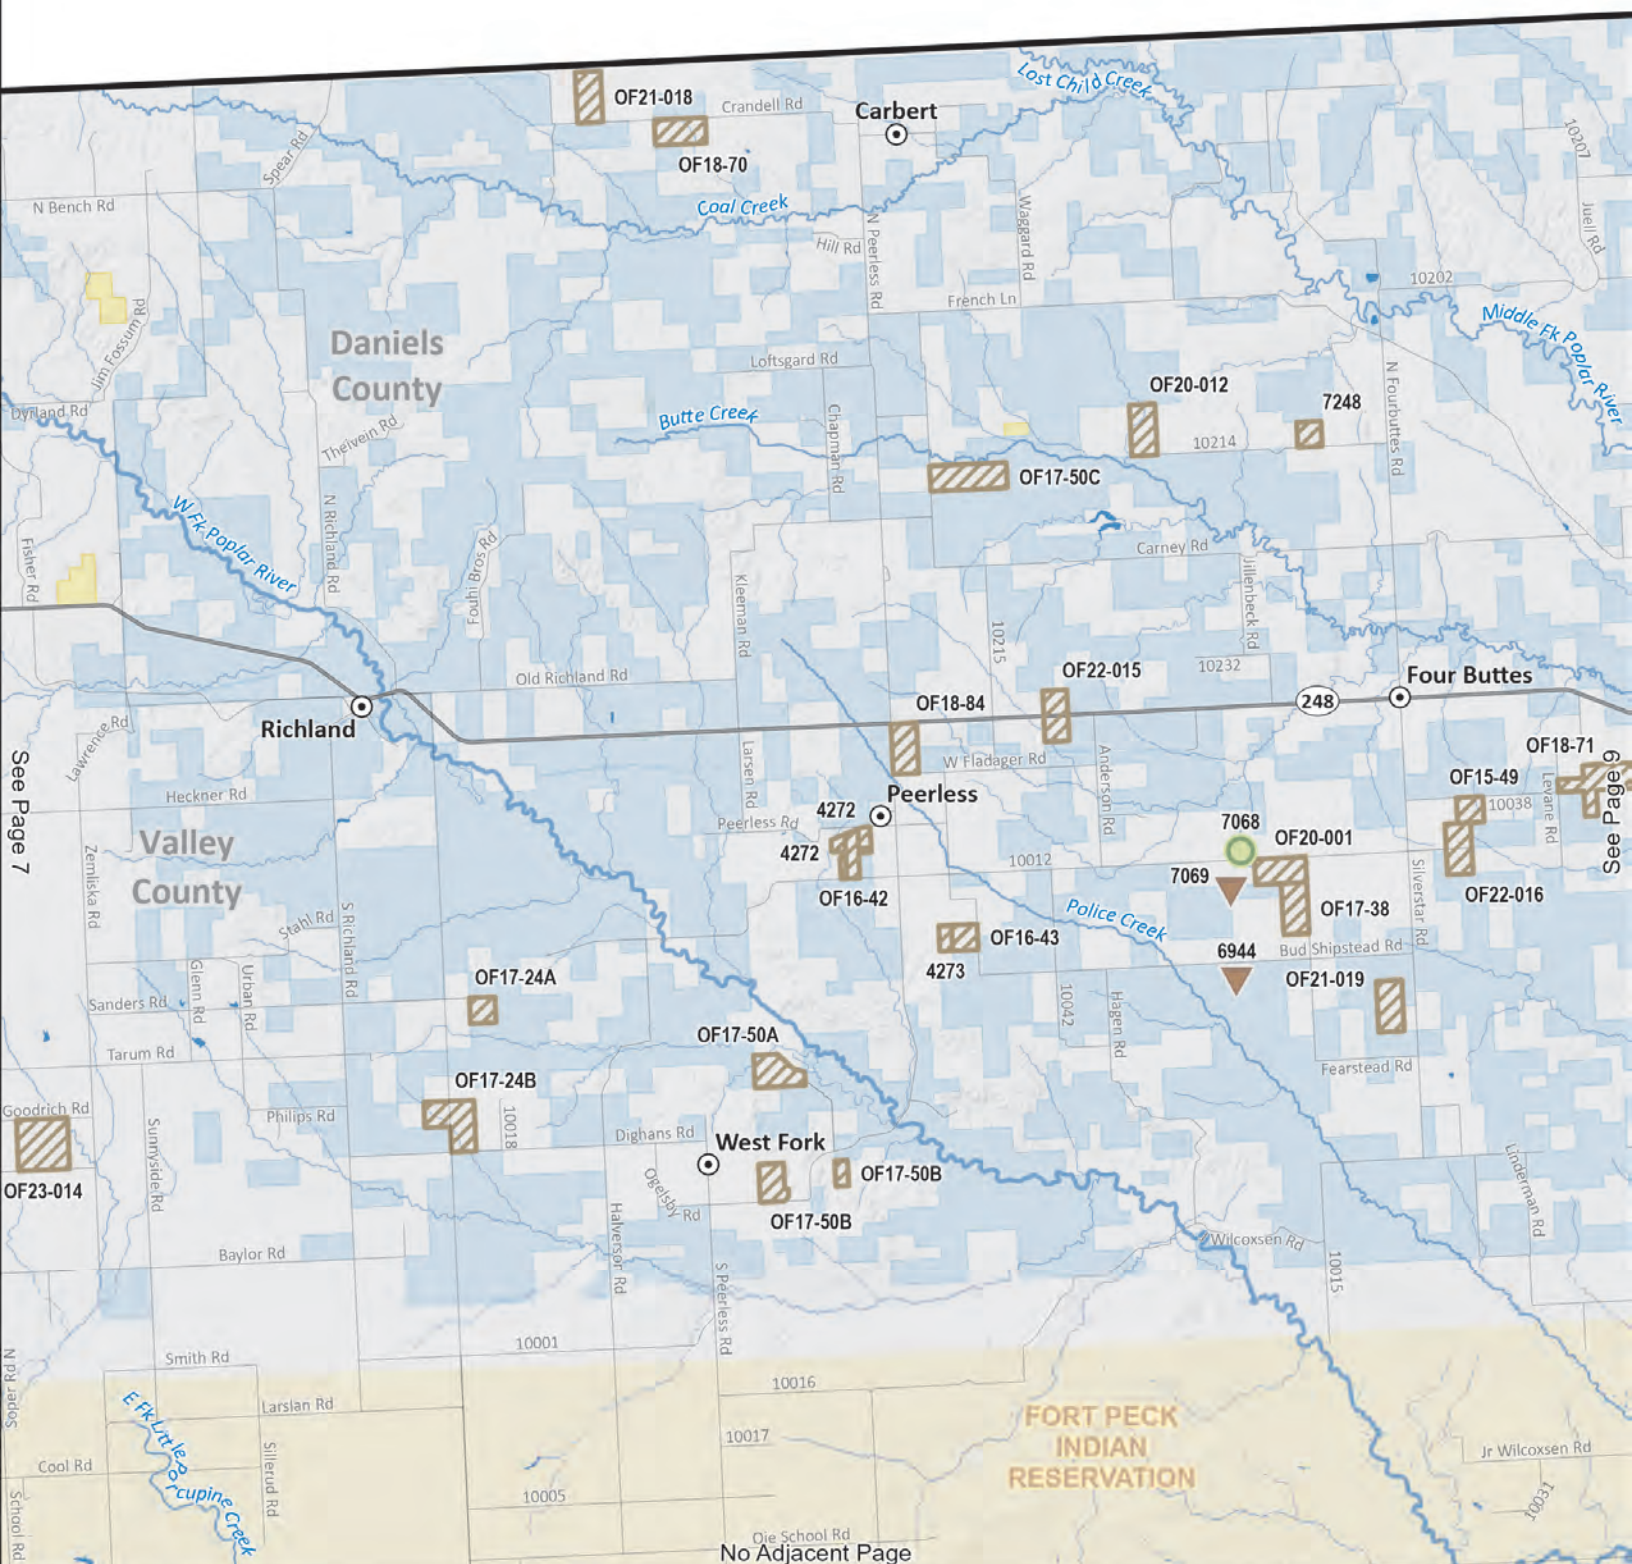 OF21-018
Crandell Rd
OF18-70
Carbert
Lost Child Creek
10207
Spear Rd
N Bench Rd
Coal Creek
Hill Rd
N Peerless Rd
Waggard Rd
Juell Rd
French Ln
10202
Middle Fk Poplar River
Jim Fossum Rd
Daniels
County
Loftsgard Rd
OF20-012
7248
N Fourbuttes Rd
Dyrland Rd
Thelvein Rd
Butte Creek
Chapman Rd
10214
OF17-50C
W Fk Poplar River
N Richland Rd
Fisher Rd
Fouhli Bros Rd
Kleeman Rd
Carney Rd
Jillenbeck Rd
10215
Old Richland Rd
OF22-015
10232
Four Buttes
248
Richland
OF18-84
Lawrence Rd
See Page 7
Larsen Rd
W Fladager Rd
Anderson Rd
OF18-71
See Page 9
OF15-49
10038
Levane Rd
Heckner Rd
Peerless
4272
Peerless Rd
4272
7068
OF20-001
Valley
County
Zemliska Rd
10012
7069
OF16-42
OF17-38
Silverstar Rd
OF22-016
Stahl Rd
S Richland Rd
Police Creek
OF16-43
4273
6944
Bud Shipstead Rd
OF21-019
Glenn Rd
Urban Rd
OF17-24A
Sanders Rd
10042
Hagen Rd
OF17-50A
Tarum Rd
Fearstead Rd
OF17-24B
Goodrich Rd
Philips Rd
10018
Sunnyside Rd
Dighans Rd
West Fork
OF17-50B
OF23-014
Ogelsby Rd
OF17-50B
Linderman Rd
Halverson Rd
Wilcoxsen Rd
Baylor Rd
S Peerless Rd
10015
10001
Smith Rd
Soper Rd N
10016
E Fk Little Porcupine Creek
Larslan Rd
FORT PECK
INDIAN
RESERVATION
10017
Jr Wilcoxsen Rd
Cool Rd
Sillerud Rd
School Rd
10005
10031
Oie School Rd
No Adjacent Page